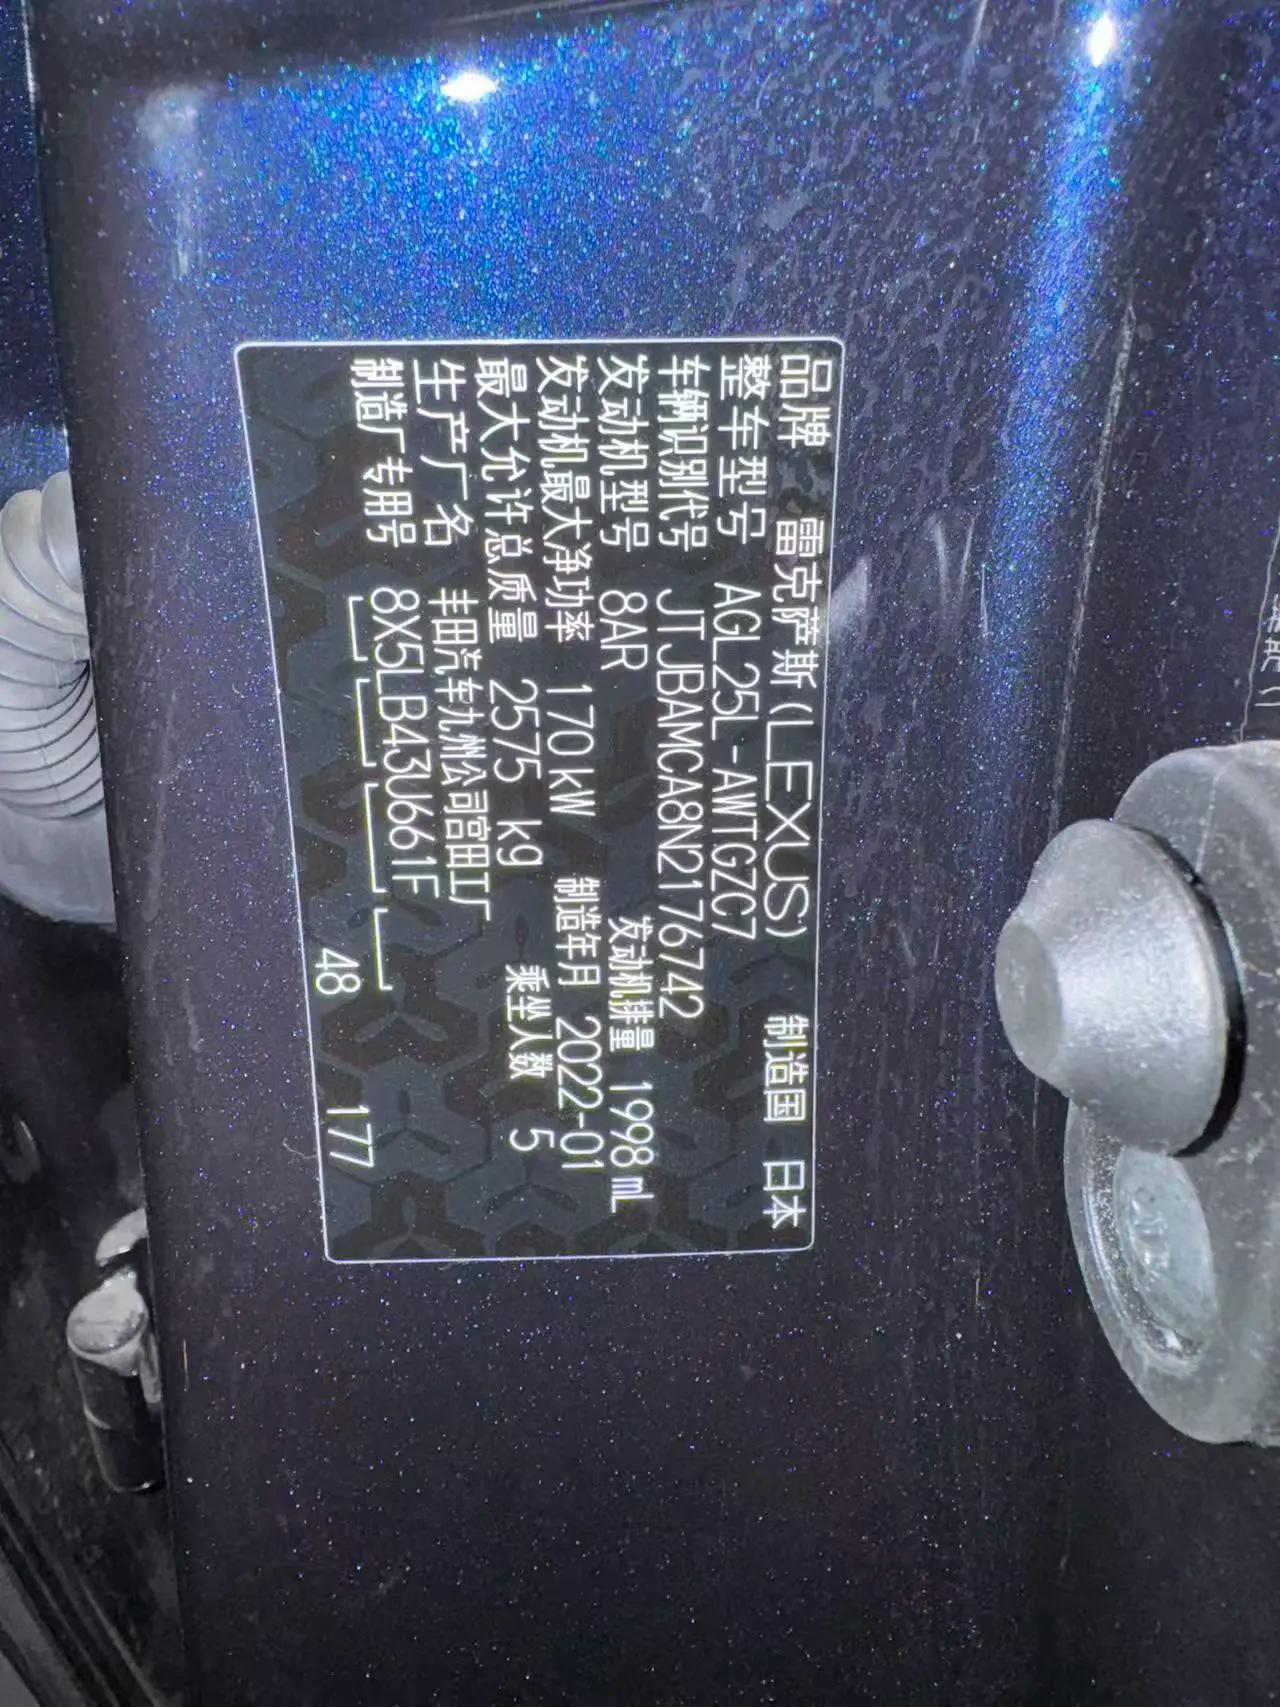 品牌 雷克萨斯(LEXUS) 制造国 日本
整车型号 AGL25L-AWTGZC7
车辆识别代号 JTJBAMCA8N2176742
发动机型号 8AR 发动机排量 1998mL
发动机最大净功率 170kW 制造年月 2022-01
最大允许总质量 2575 kg 乘坐人数 5
生产厂名 丰田汽车九州公司宫田工厂
制造厂专用号 8X5LB43U661F
48 177